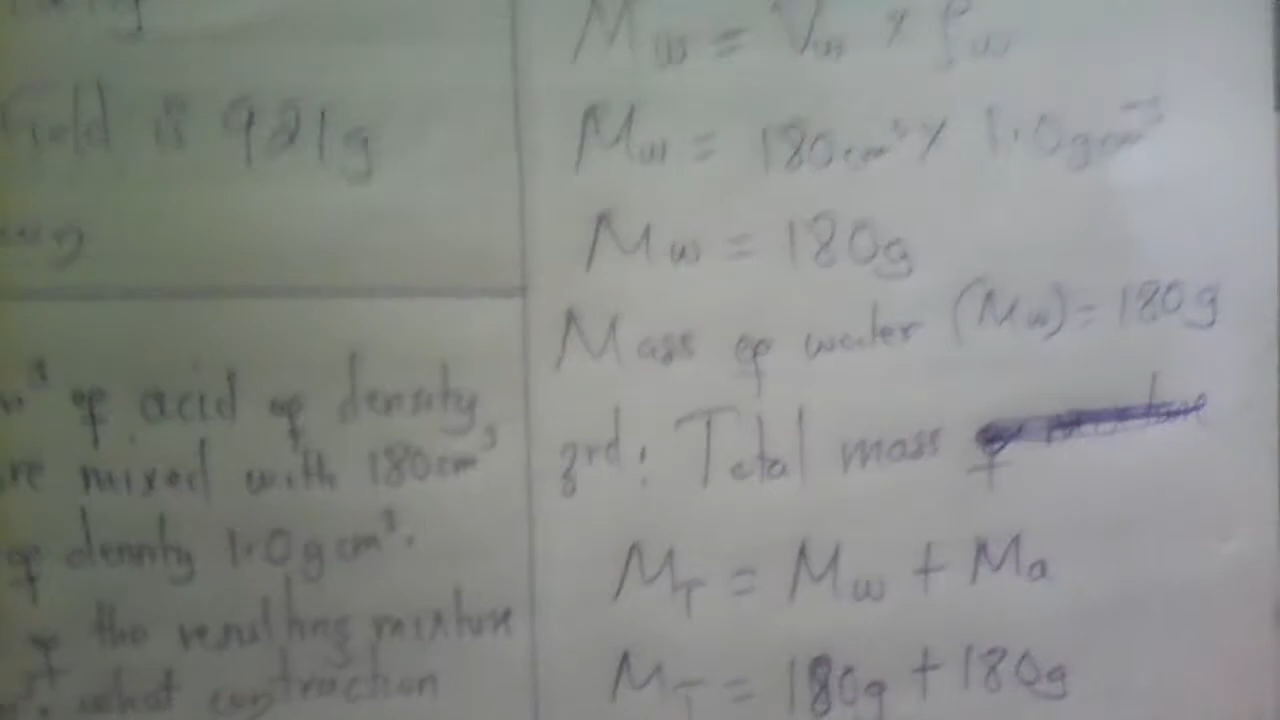 Gold is 921g
of acid of density
re mixed with 180cm³
of density 1.0gcm³.
of the resulting mixture
what contraction
Mw = Vw × ρw
Mw = 180cm³ × 1.0gcm⁻³
Mw = 180g
Mass of water (Mw) = 180g
3rd: Total mass
MT = Mw + Ma
MT = 180g + 180g